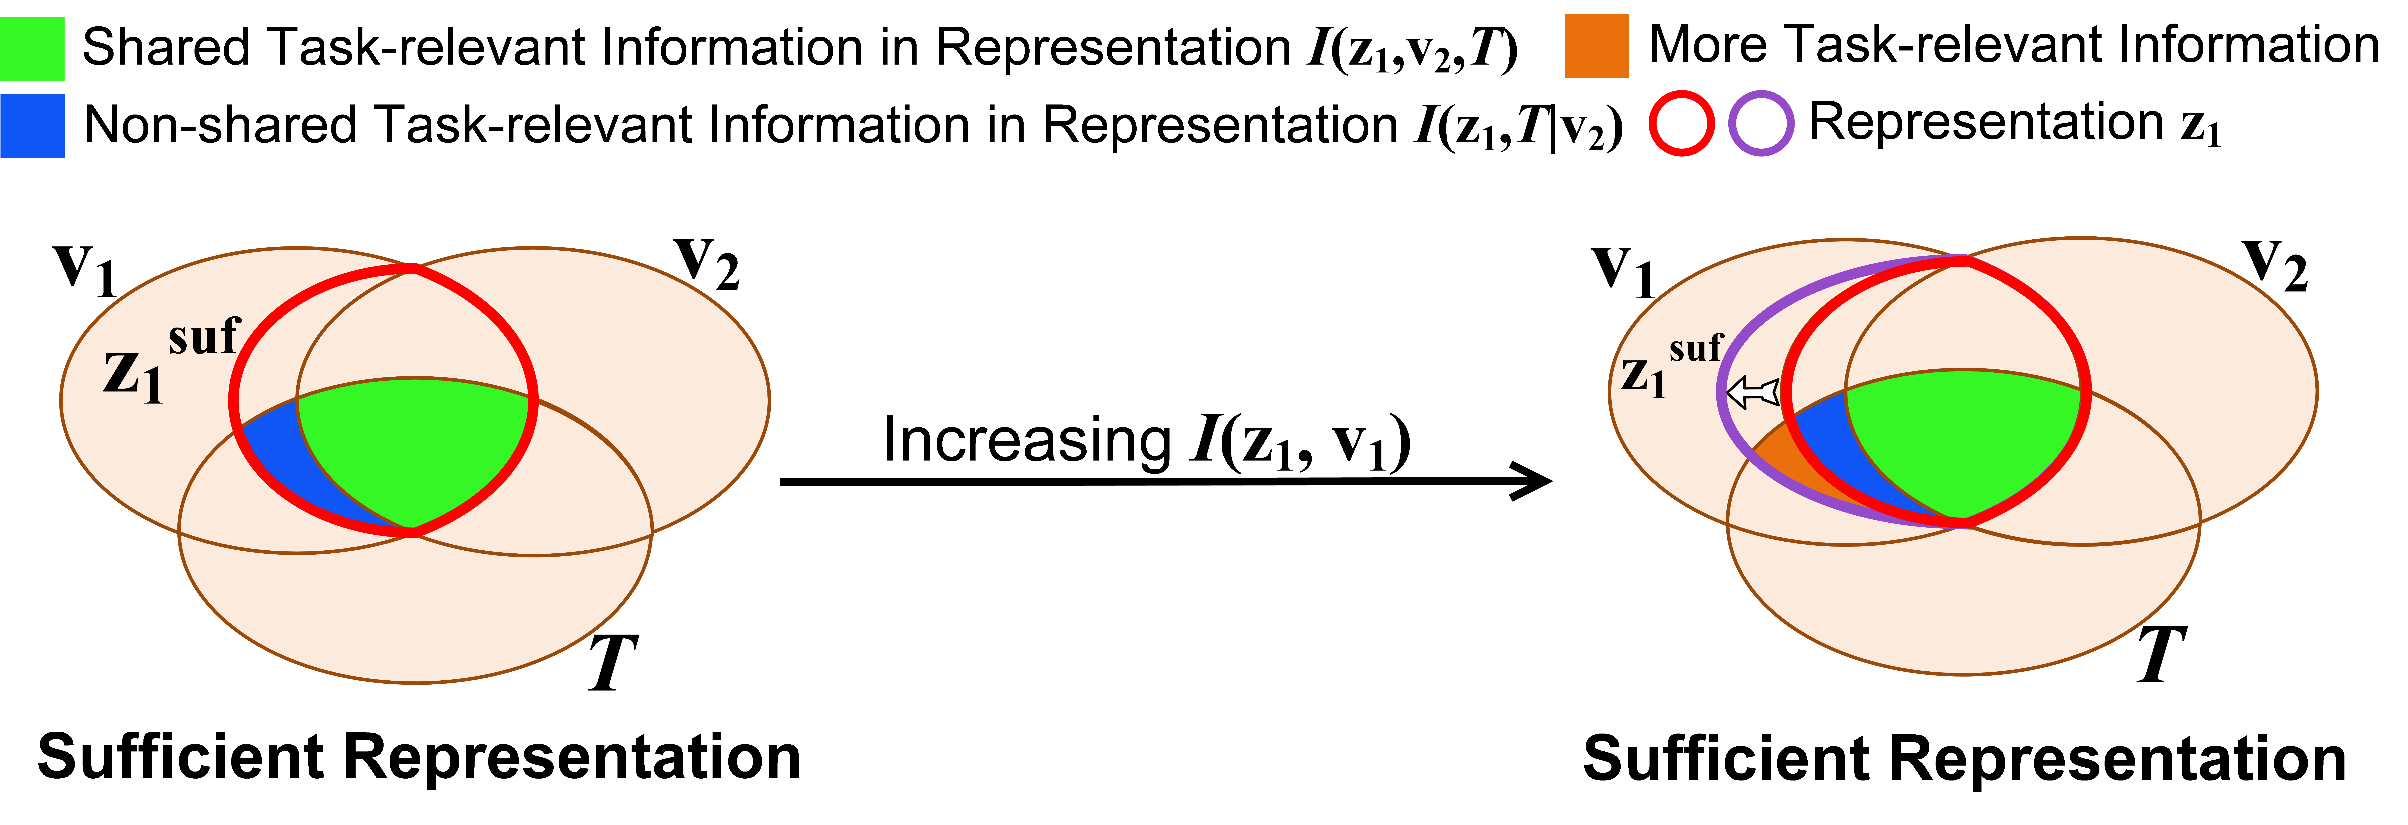 Shared Task-relevant Information in Representation I(z₁,v₂,T)
More Task-relevant Information
Non-shared Task-relevant Information in Representation I(z₁,T|v₂)
Representation z₁
v₁
v₂
z₁ˢᵘᶠ
T
Sufficient Representation
Increasing I(z₁, v₁)
v₁
v₂
z₁ˢᵘᶠ
T
Sufficient Representation